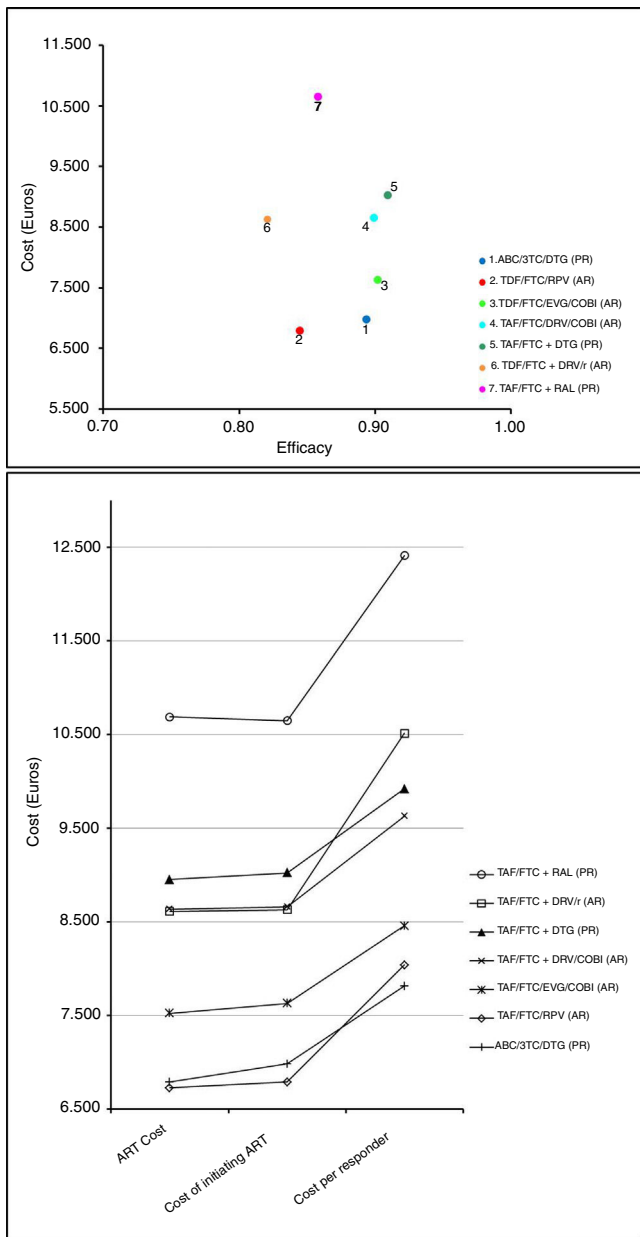 11.500
10.500
9.500
8.500
7.500
6.500
5.500
Cost (Euros)
0.70
0.80
0.90
1.00
Efficacy
7
5
4
6
3
1
2
1.ABC/3TC/DTG (PR)
2. TDF/FTC/RPV (AR)
3.TDF/FTC/EVG/COBI (AR)
4. TAF/FTC/DRV/COBI (AR)
5. TAF/FTC + DTG (PR)
6. TDF/FTC + DRV/r (AR)
7. TAF/FTC + RAL (PR)
12.500
11.500
10.500
9.500
8.500
7.500
6.500
Cost (Euros)
ART Cost
Cost of initiating ART
Cost per responder
TAF/FTC + RAL (PR)
TAF/FTC + DRV/r (AR)
TAF/FTC + DTG (PR)
TAF/FTC + DRV/COBI (AR)
TAF/FTC/EVG/COBI (AR)
TAF/FTC/RPV (AR)
ABC/3TC/DTG (PR)